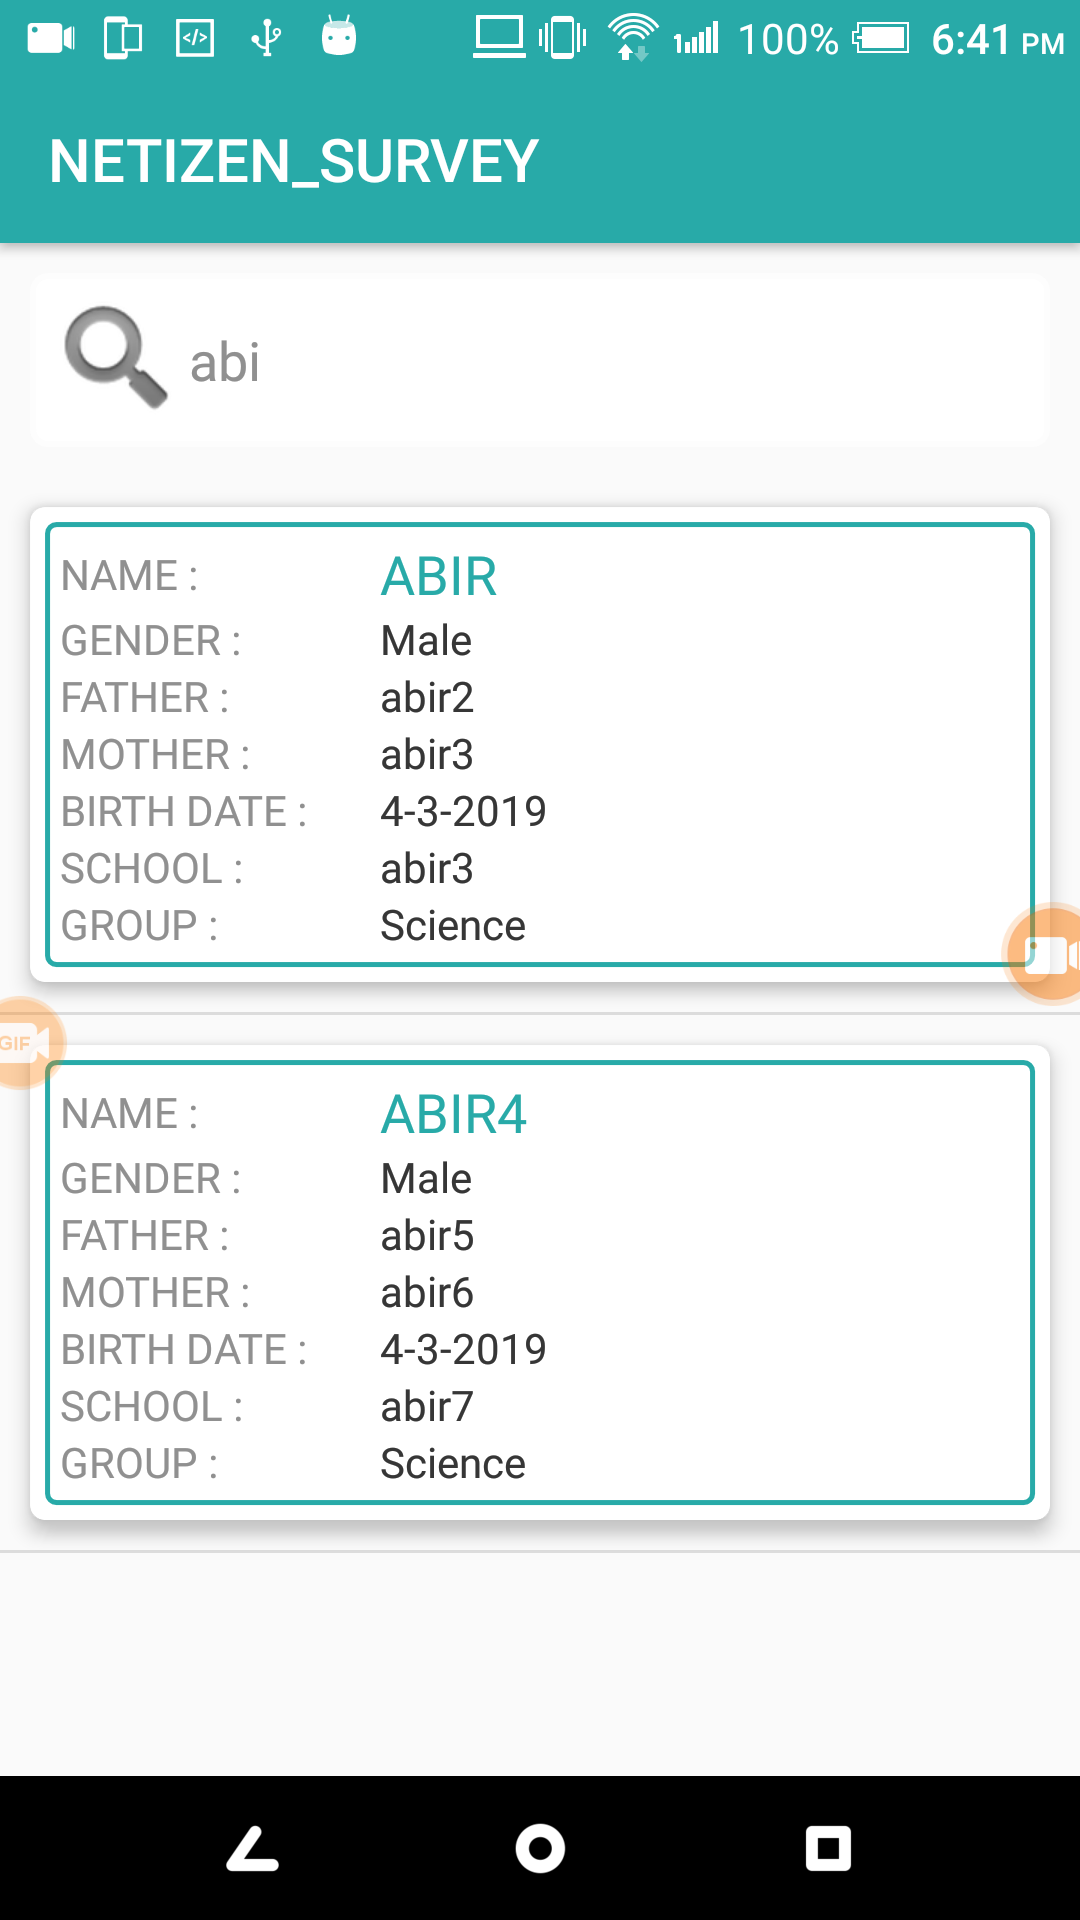 100% 6:41 PM
NETIZEN_SURVEY
abi
NAME : ABIR
GENDER : Male
FATHER : abir2
MOTHER : abir3
BIRTH DATE : 4-3-2019
SCHOOL : abir3
GROUP : Science
GIF
NAME : ABIR4
GENDER : Male
FATHER : abir5
MOTHER : abir6
BIRTH DATE : 4-3-2019
SCHOOL : abir7
GROUP : Science